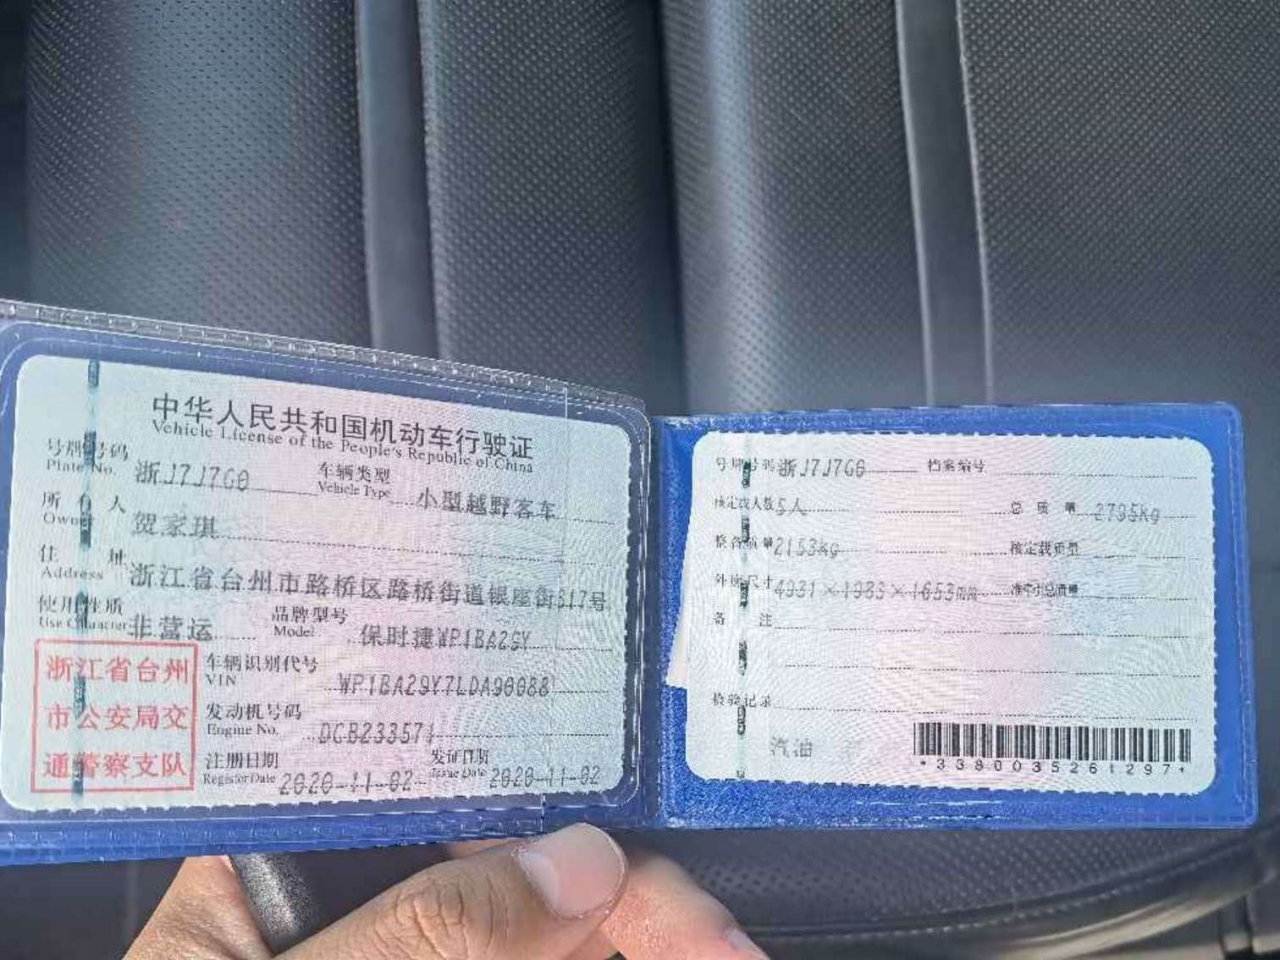 中华人民共和国机动车行驶证
Vehicle License of the People's Republic of China
号牌号码 浙J7J7G0 车辆类型 小型越野客车
Plate No. Vehicle Type
所有人 贺家琪
Owner
住址 浙江省台州市路桥区路桥街道银座街517号
Address
使用性质 非营运 品牌型号 保时捷WP1BA29Y
Use Character Model
浙江省台州
市公安局交
通警察支队
车辆识别代号 WP1BA29Y7LDA90088
VIN
发动机号码 DCB233571
Engine No.
注册日期 2020-11-02 发证日期 2020-11-02
Register Date Issue Date
号牌号码 浙J7J7G0 档案编号
核定载人数 5人 总质量 2795Kg
整备质量 2153Kg 核定载质量
外廓尺寸 4931×1983×1653mm 准牵引总质量
备注
检验记录
汽油
*3390035261297*